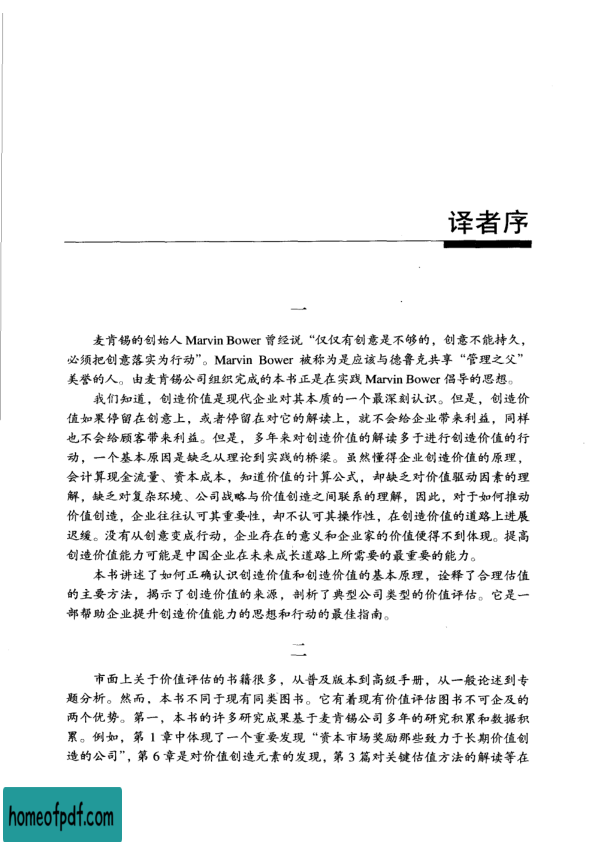 译者序
一
麦肯锡的创始人 Marvin Bower 曾经说“仅仅有创意是不够的，创意不能持久，
必须把创意落实为行动”。Marvin Bower 被称为是应该与德鲁克共享“管理之父”
美誉的人。由麦肯锡公司组织完成的本书正是在实践 Marvin Bower 倡导的思想。
我们知道，创造价值是现代企业对其本质的一个最深刻认识。但是，创造价
值如果停留在创意上，或者停留在对它的解读上，就不会给企业带来利益，同样
也不会给顾客带来利益。但是，多年来对创造价值的解读多于进行创造价值的行
动，一个基本原因是缺乏从理论到实践的桥梁。虽然懂得企业创造价值的原理，
会计算现金流量、资本成本，知道价值的计算公式，却缺乏对价值驱动因素的理
解，缺乏对复杂环境、公司战略与价值创造之间联系的理解，因此，对于如何推动
价值创造，企业往往认可其重要性，却不认可其操作性，在创造价值的道路上进展
迟缓。没有从创意变成行动，企业存在的意义和企业家的价值便得不到体现。提高
创造价值能力可能是中国企业在未来成长道路上所需要的最重要的能力。
本书讲述了如何正确认识创造价值和创造价值的基本原理，诠释了合理估值
的主要方法，揭示了创造价值的来源，剖析了典型公司类型的价值评估。它是一
部帮助企业提升创造价值能力的思想和行动的最佳指南。
二
市面上关于价值评估的书籍很多，从普及版本到高级手册，从一般论述到专
题分析。然而，本书不同于现有同类图书。它有着现有价值评估图书不可企及的
两个优势。第一，本书的许多研究成果基于麦肯锡公司多年的研究积累和数据积
累。例如，第 1 章中体现了一个重要发现“资本市场奖励那些致力于长期价值创
造的公司”，第 6 章是对价值创造元素的发现，第 3 篇对关键估值方法的解读等在
homeofpdf.com